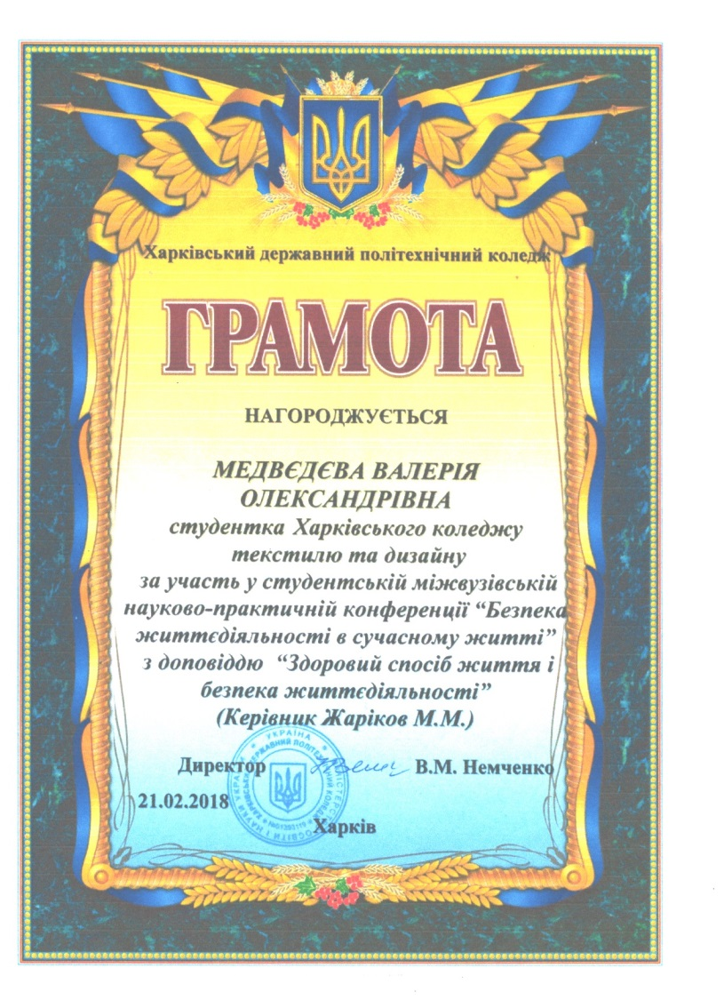 Харківський державний політехнічний коледж
ГРАМОТА
НАГОРОДЖУЄТЬСЯ
МЕДВЄДЄВА ВАЛЕРІЯ
ОЛЕКСАНДРІВНА
студентка Харківського коледжу
текстилю та дизайну
за участь у студентській міжвузівській
науково-практичній конференції “Безпека
життєдіяльності в сучасному житті”
з доповіддю “Здоровий спосіб життя і
безпека життєдіяльності”
(Керівник Жаріков М.М.)
Директор В.М. Немченко
21.02.2018
Харків
УКРАЇНА